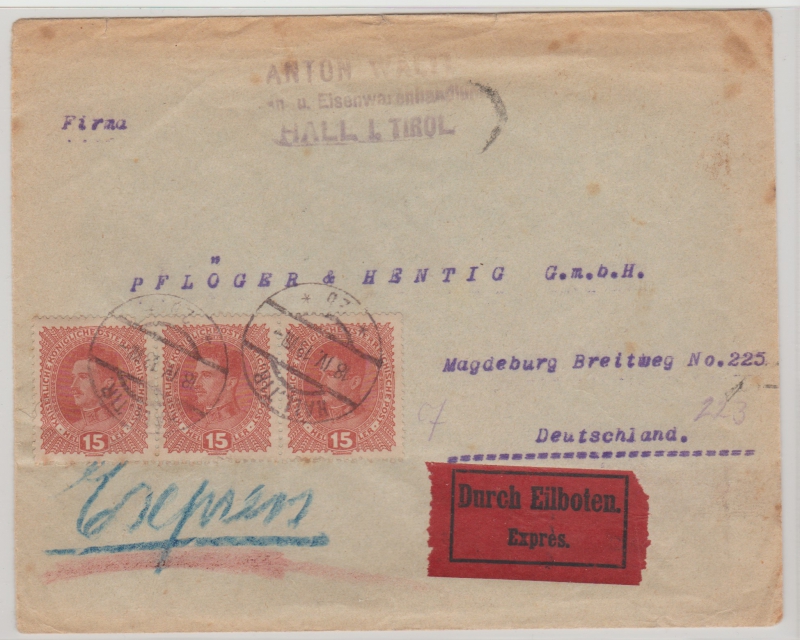 ANTON
u. Eisenwarenhandlung
HALL I. TIROL
Firma
PFLÖGER & HENTIG G.m.b.H.
Magdeburg Breitweg No.225
Deutschland.
223
15 15 15
Expres
Durch Eilboten.
Exprès.